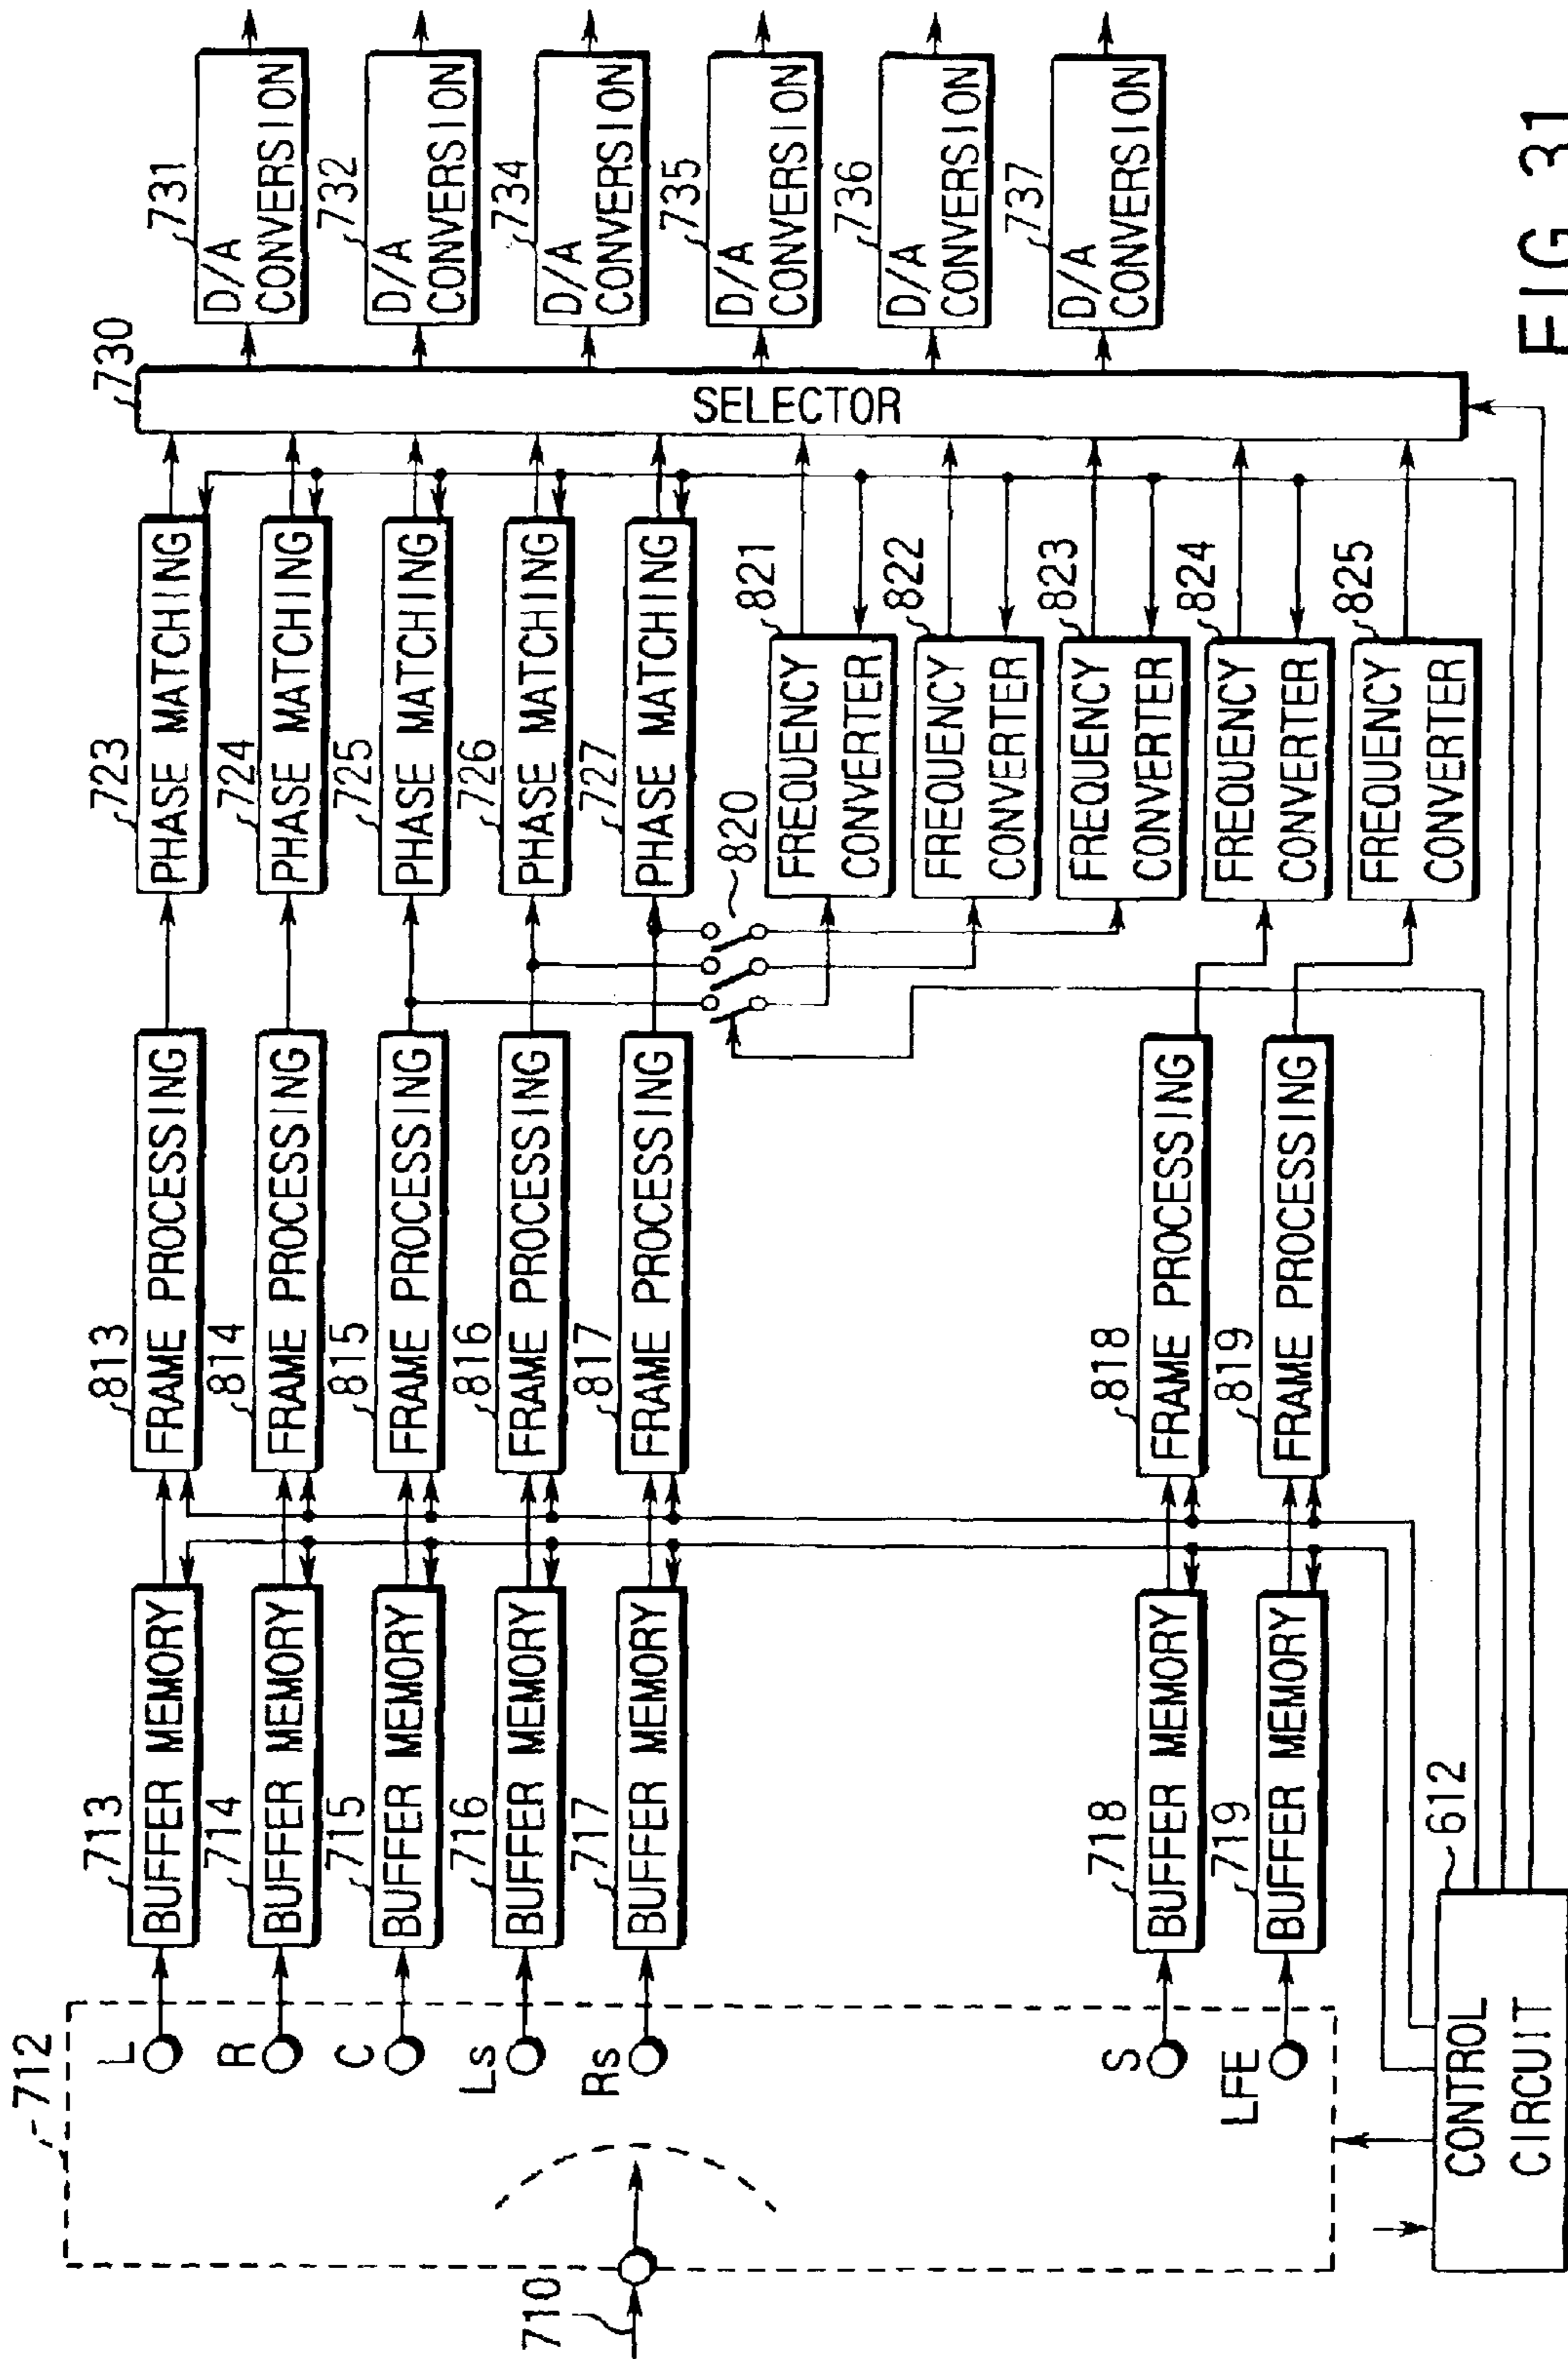 712
710
L
R
C
Ls
Rs
S
LFE
713
BUFFER MEMORY
714
BUFFER MEMORY
715
BUFFER MEMORY
716
BUFFER MEMORY
717
BUFFER MEMORY
718
BUFFER MEMORY
719
BUFFER MEMORY
813
FRAME PROCESSING
814
FRAME PROCESSING
815
FRAME PROCESSING
816
FRAME PROCESSING
817
FRAME PROCESSING
818
FRAME PROCESSING
819
FRAME PROCESSING
723
PHASE MATCHING
724
PHASE MATCHING
725
PHASE MATCHING
726
PHASE MATCHING
727
PHASE MATCHING
820
821
FREQUENCY
CONVERTER
822
FREQUENCY
CONVERTER
823
FREQUENCY
CONVERTER
824
FREQUENCY
CONVERTER
825
FREQUENCY
CONVERTER
730
SELECTOR
731
D/A
CONVERSION
732
D/A
CONVERSION
734
D/A
CONVERSION
735
D/A
CONVERSION
736
D/A
CONVERSION
737
D/A
CONVERSION
612
CONTROL
CIRCUIT
FIG. 31